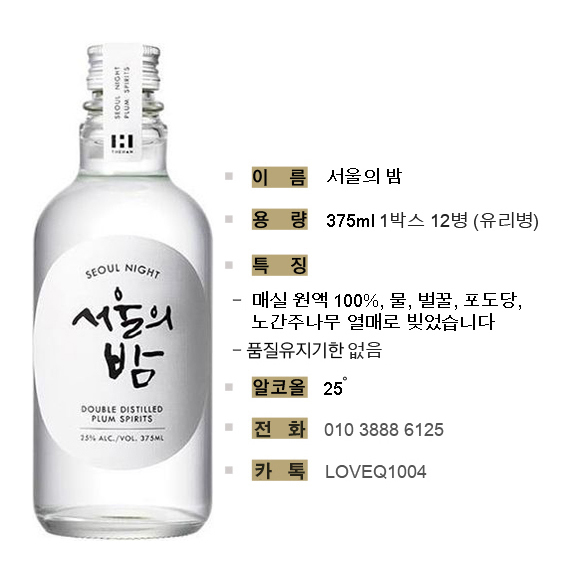 SEOUL NIGHT
PLUM SPIRITS
THEHAN
SEOUL NIGHT
서울의
밤
DOUBLE DISTILLED
PLUM SPIRITS
25% ALC./VOL. 375ML
이 름 서울의 밤
용 량 375ml 1박스 12병 (유리병)
특 징
- 매실 원액 100%, 물, 벌꿀, 포도당,
노간주나무 열매로 빚었습니다
- 품질유지기한 없음
알코올 25°
전 화 010 3888 6125
카 톡 LOVEQ1004